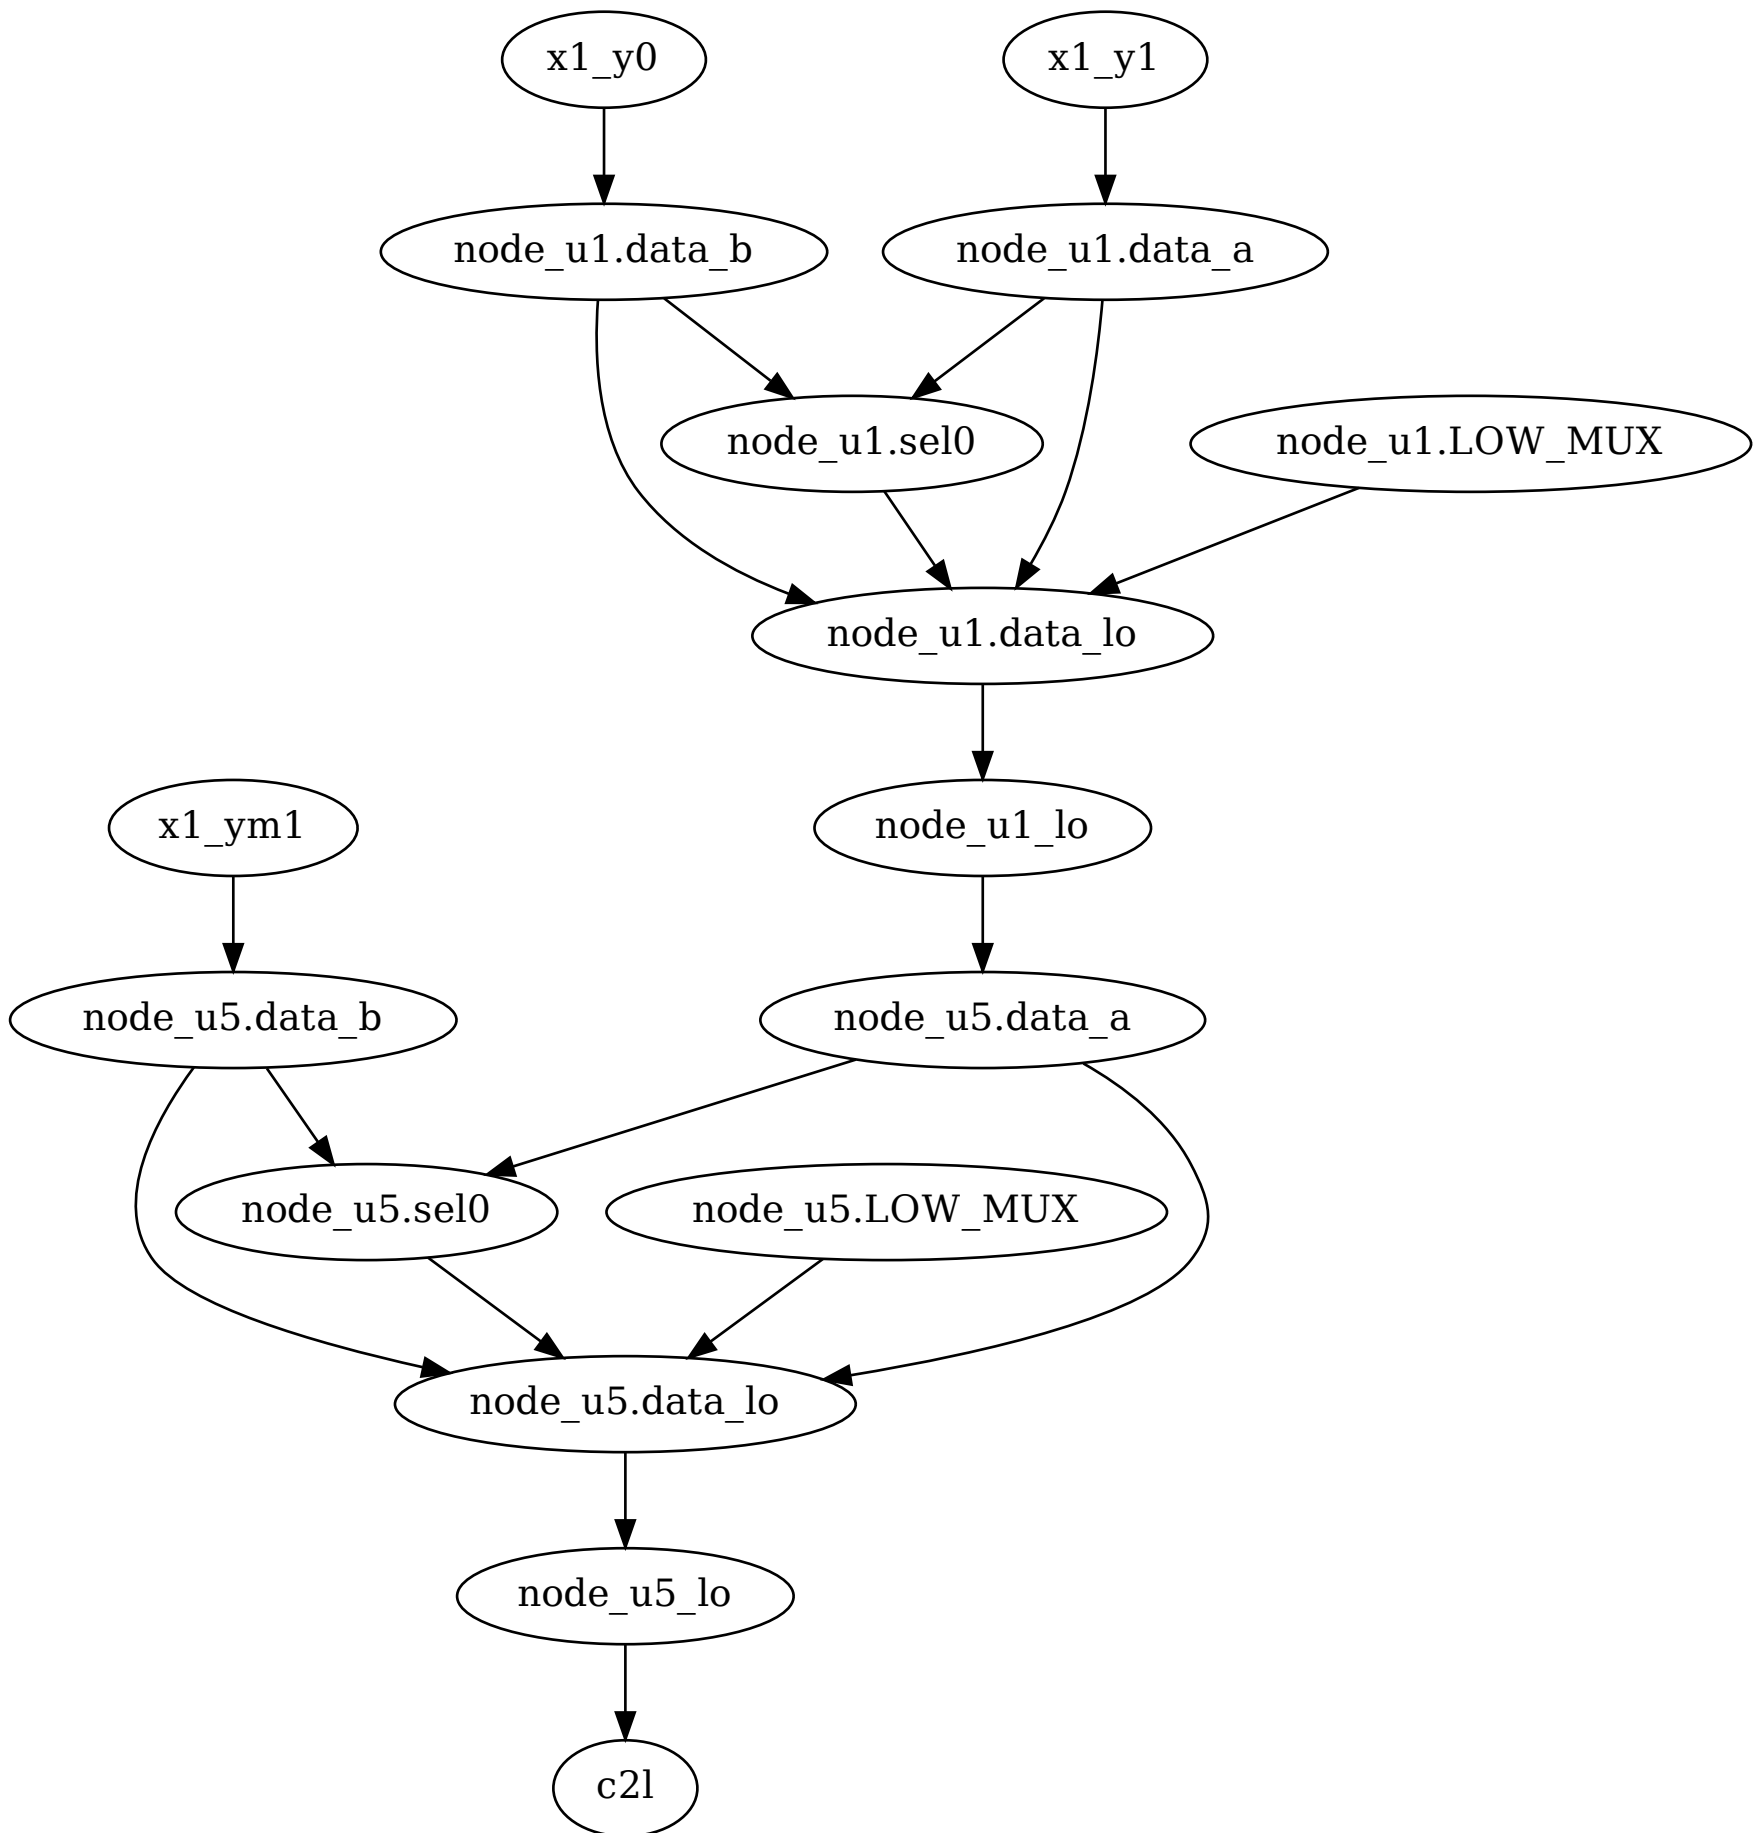 x1_y0
x1_y1
node_u1.data_b
node_u1.data_a
node_u1.sel0
node_u1.LOW_MUX
node_u1.data_lo
x1_ym1
node_u1_lo
node_u5.data_b
node_u5.data_a
node_u5.sel0
node_u5.LOW_MUX
node_u5.data_lo
node_u5_lo
c2l